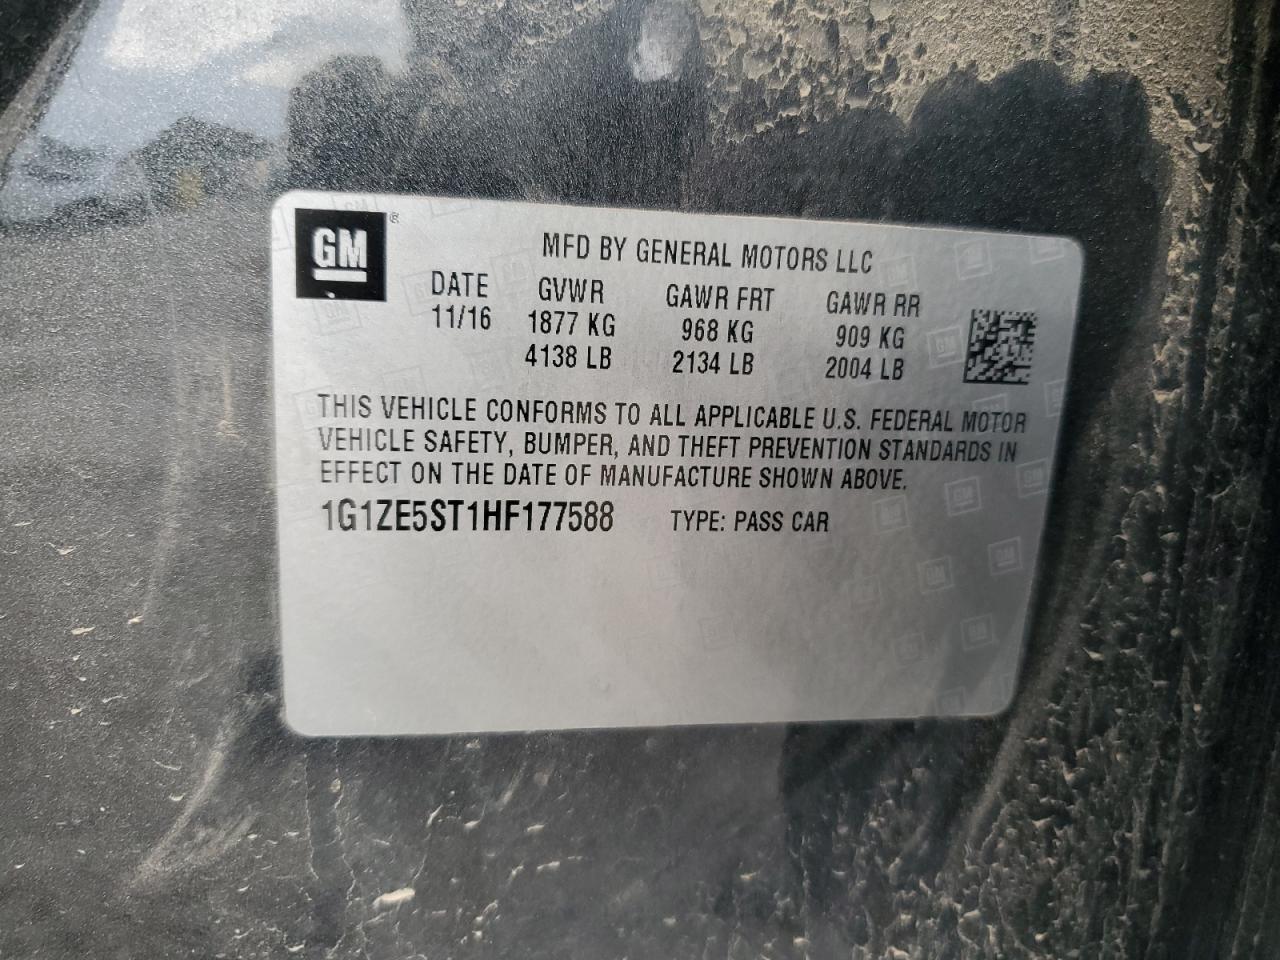 GM ®
MFD BY GENERAL MOTORS LLC
DATE GVWR GAWR FRT GAWR RR
11/16 1877 KG 968 KG 909 KG
4138 LB 2134 LB 2004 LB
THIS VEHICLE CONFORMS TO ALL APPLICABLE U.S. FEDERAL MOTOR
VEHICLE SAFETY, BUMPER, AND THEFT PREVENTION STANDARDS IN
EFFECT ON THE DATE OF MANUFACTURE SHOWN ABOVE.
1G1ZE5ST1HF177588 TYPE: PASS CAR